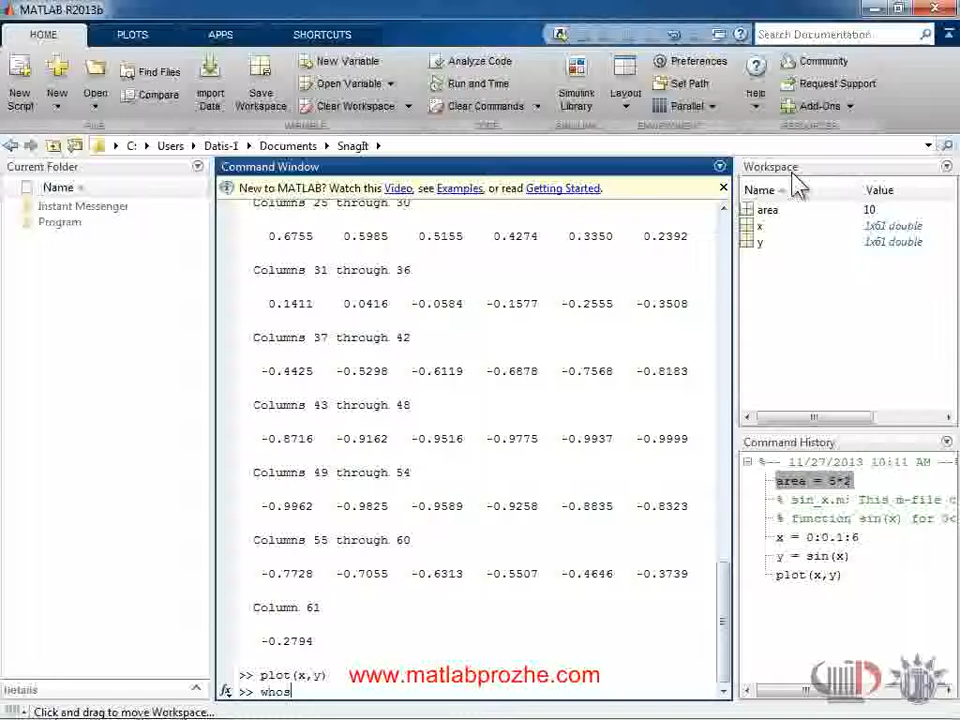 MATLAB R2013b
HOME PLOTS APPS SHORTCUTS Search Documentation
New Script New Open Find Files Compare Import Data Save Workspace New Variable Open Variable Clear Workspace Analyze Code Run and Time Clear Commands Simulink Library Layout Preferences Set Path Parallel Help Community Request Support Add-Ons
FILE VARIABLE CODE SIMULINK ENVIRONMENT RESOURCES
C: Users Datis-1 Documents SnagIt
Current Folder
Name
Instant Messenger
Program
Details
Command Window
New to MATLAB? Watch this Video, see Examples, or read Getting Started.
Columns 25 through 30
0.6755 0.5985 0.5155 0.4274 0.3350 0.2392
Columns 31 through 36
0.1411 0.0416 -0.0584 -0.1577 -0.2555 -0.3508
Columns 37 through 42
-0.4425 -0.5298 -0.6119 -0.6878 -0.7568 -0.8183
Columns 43 through 48
-0.8716 -0.9162 -0.9516 -0.9775 -0.9937 -0.9999
Columns 49 through 54
-0.9962 -0.9825 -0.9589 -0.9258 -0.8835 -0.8323
Columns 55 through 60
-0.7728 -0.7055 -0.6313 -0.5507 -0.4646 -0.3739
Column 61
-0.2794
>> plot(x,y)
>> whos
www.matlabprozhe.com
Workspace
Name Value
area 10
x 1x61 double
y 1x61 double
Command History
%-- 11/27/2013 10:11 AM --
area = 5*2
% sin_x.m: This m-file
% function sin(x) for 0<
x = 0:0.1:6
y = sin(x)
plot(x,y)
Click and drag to move Workspace...